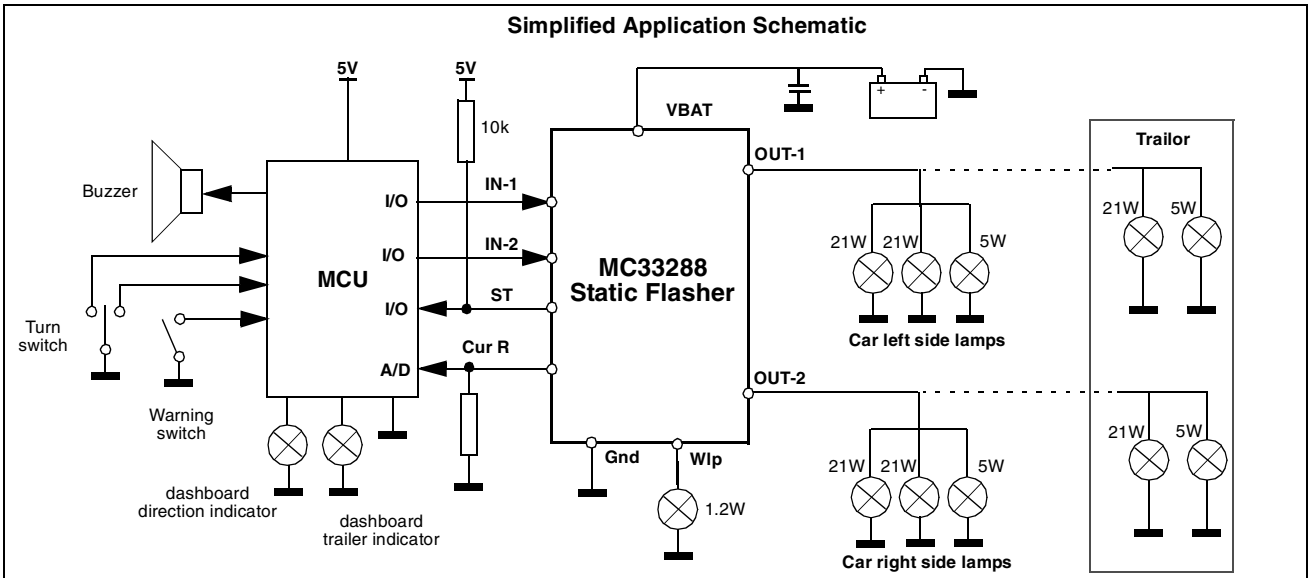 Simplified Application Schematic
5V
5V
10k
VBAT
+ -
Trailor
OUT-1
Buzzer
I/O
IN-1
21W
5W
21W
21W
5W
I/O
IN-2
MCU
MC33288
Static Flasher
I/O
ST
Turn
switch
Car left side lamps
Cur R
A/D
OUT-2
Warning
switch
21W
5W
Gnd
Wlp
21W
21W
5W
dashboard
direction indicator
1.2W
dashboard
trailer indicator
Car right side lamps